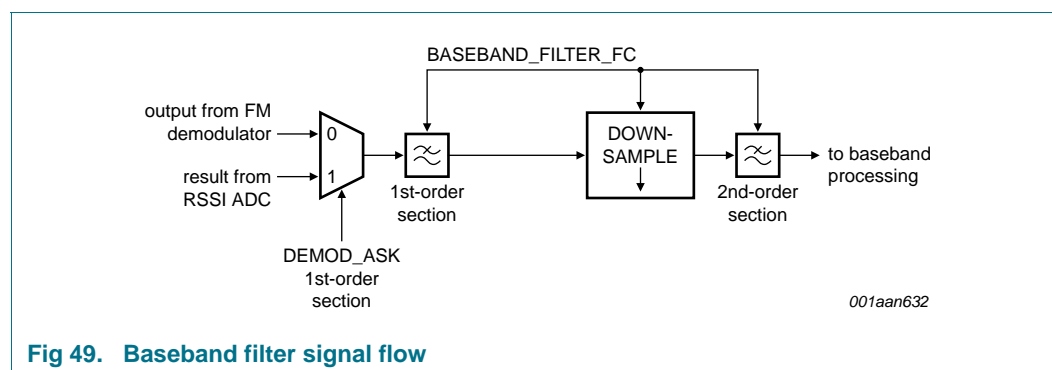 BASEBAND_FILTER_FC
output from FM
demodulator
0
result from
RSSI ADC
1
1st-order
section
DOWN-
SAMPLE
2nd-order
section
to baseband
processing
DEMOD_ASK
1st-order
section
001aan632
Fig 49. Baseband filter signal flow